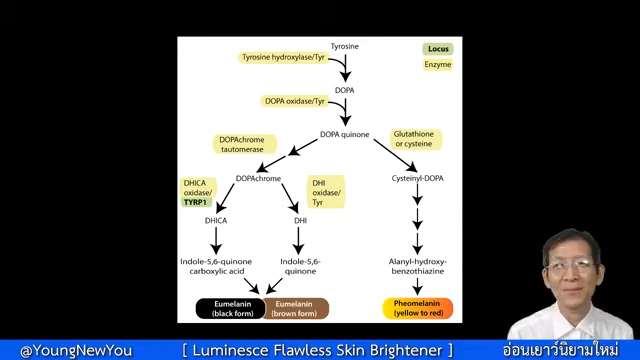 Tyrosine
Locus
Tyrosine hydroxylase/Tyr
Enzyme
DOPA
DOPA oxidase/Tyr
DOPA quinone
DOPAchrome
tautomerase
Glutathione
or cysteine
DHICA
oxidase/
TYRP1
DOPAchrome
DHI
oxidase/
Tyr
Cysteinyl-DOPA
DHICA
DHI
Indole-5,6-quinone
carboxylic acid
Indole-5,6-
quinone
Alanyl-hydroxy-
benzothiazine
Eumelanin
(black form)
Eumelanin
(brown form)
Pheomelanin
(yellow to red)
@YoungNewYou
[ Luminesce Flawless Skin Brightener ]
อ่อนเยาว์นิยามใหม่